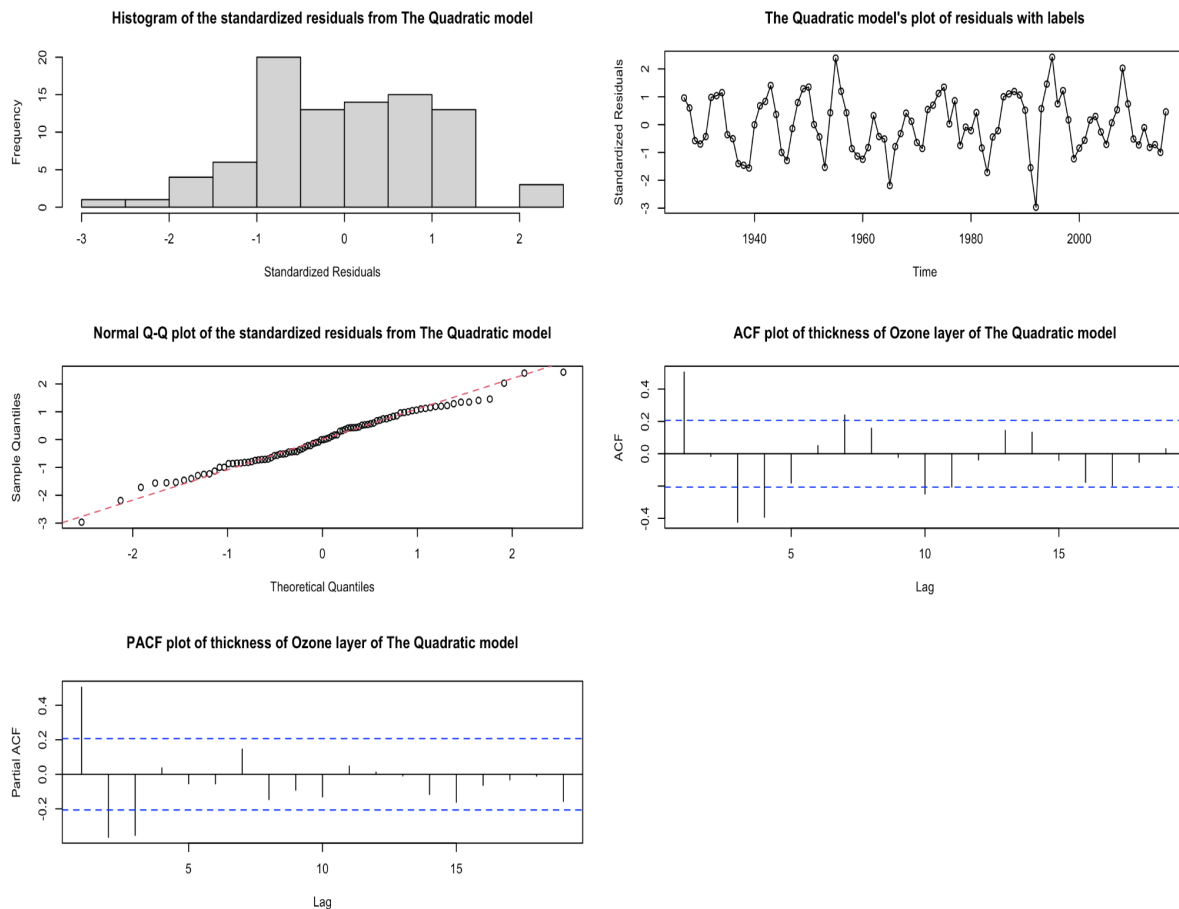 Histogram of the standardized residuals from The Quadratic model
Frequency
0 5 10 15 20
-3 -2 -1 0 1 2
Standardized Residuals
The Quadratic model's plot of residuals with labels
Standardized Residuals
-3 -2 -1 0 1 2
1940 1960 1980 2000
Time
Normal Q-Q plot of the standardized residuals from The Quadratic model
Sample Quantiles
-3 -2 -1 0 1 2
-2 -1 0 1 2
Theoretical Quantiles
ACF plot of thickness of Ozone layer of The Quadratic model
ACF
-0.4 0.0 0.2 0.4
5 10 15
Lag
PACF plot of thickness of Ozone layer of The Quadratic model
Partial ACF
-0.2 0.0 0.2 0.4
5 10 15
Lag